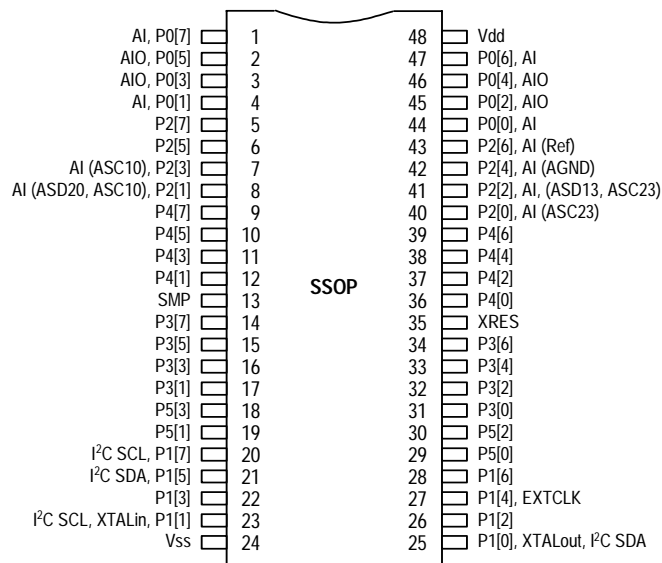 AI, P0[7] 1 48 Vdd
AIO, P0[5] 2 47 P0[6], AI
AIO, P0[3] 3 46 P0[4], AIO
AI, P0[1] 4 45 P0[2], AIO
P2[7] 5 44 P0[0], AI
P2[5] 6 43 P2[6], AI (Ref)
AI (ASC10), P2[3] 7 42 P2[4], AI (AGND)
AI (ASD20, ASC10), P2[1] 8 41 P2[2], AI, (ASD13, ASC23)
P4[7] 9 40 P2[0], AI (ASC23)
P4[5] 10 39 P4[6]
P4[3] 11 38 P4[4]
P4[1] 12 37 P4[2]
SSOP
SMP 13 36 P4[0]
P3[7] 14 35 XRES
P3[5] 15 34 P3[6]
P3[3] 16 33 P3[4]
P3[1] 17 32 P3[2]
P5[3] 18 31 P3[0]
P5[1] 19 30 P5[2]
I²C SCL, P1[7] 20 29 P5[0]
I²C SDA, P1[5] 21 28 P1[6]
P1[3] 22 27 P1[4], EXTCLK
I²C SCL, XTALin, P1[1] 23 26 P1[2]
Vss 24 25 P1[0], XTALout, I²C SDA